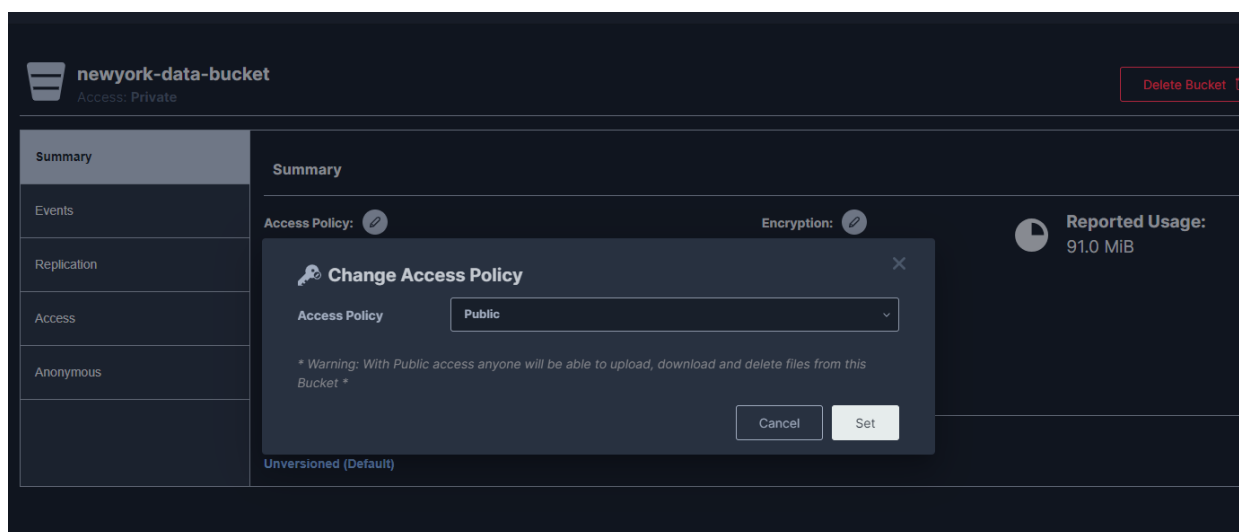 newyork-data-bucket
Access: Private
Delete Bucket
Summary
Events
Replication
Access
Anonymous
Summary
Access Policy:
Encryption:
Reported Usage:
91.0 MiB
Change Access Policy
Access Policy
Public
* Warning: With Public access anyone will be able to upload, download and delete files from this
Bucket *
Cancel
Set
Unversioned (Default)